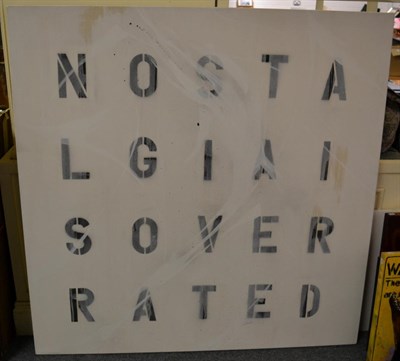 NOSTA
LGIAI
SOVER
RATED